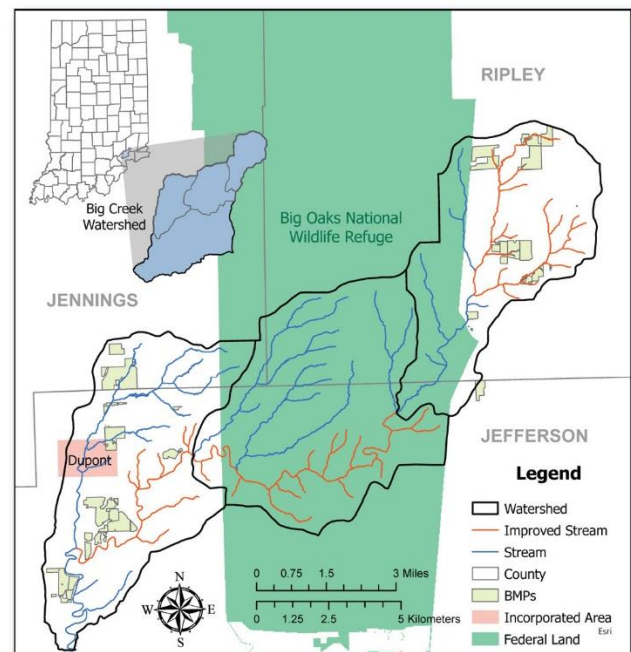 RIPLEY
Big Creek
Watershed
Big Oaks National
Wildlife Refuge
JENNINGS
JEFFERSON
Dupont
Legend
Watershed
Improved Stream
Stream
County
BMPs
Incorporated Area
Federal Land
Esri
N
W E
S
0 0.75 1.5 3 Miles
0 1.25 2.5 5 Kilometers